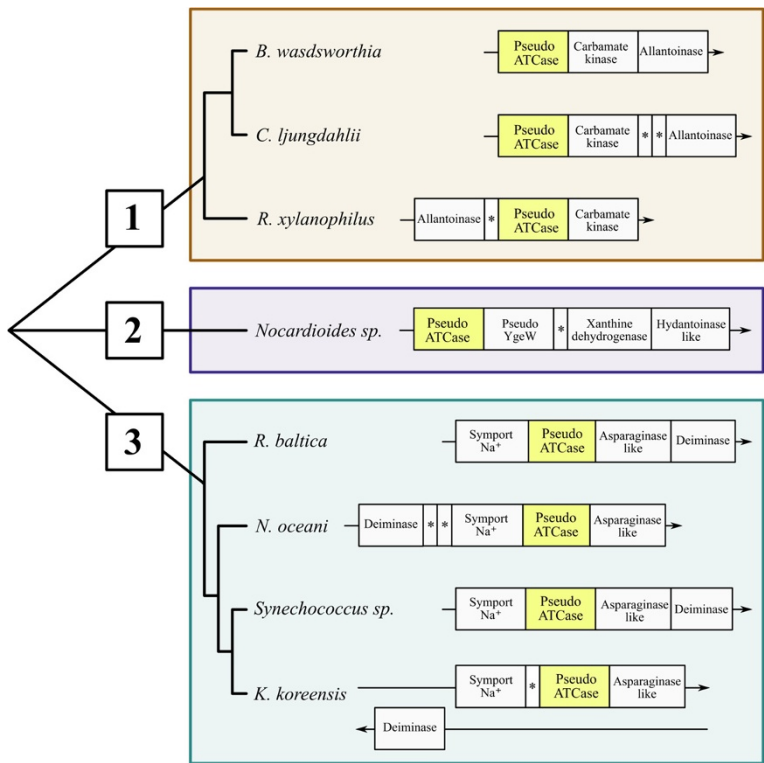 B. wasdsworthia
Pseudo ATCase
Carbamate kinase
Allantoinase
C. ljungdahlii
Pseudo ATCase
Carbamate kinase
*
*
Allantoinase
1
R. xylanophilus
Allantoinase
*
Pseudo ATCase
Carbamate kinase
2
Nocardioides sp.
Pseudo ATCase
Pseudo YgeW
*
Xanthine dehydrogenase
Hydantoinase like
3
R. baltica
Symport Na⁺
Pseudo ATCase
Asparaginase like
Deiminase
N. oceani
Deiminase
*
*
Symport Na⁺
Pseudo ATCase
Asparaginase like
Synechococcus sp.
Symport Na⁺
Pseudo ATCase
Asparaginase like
Deiminase
K. koreensis
Symport Na⁺
*
Pseudo ATCase
Asparaginase like
Deiminase